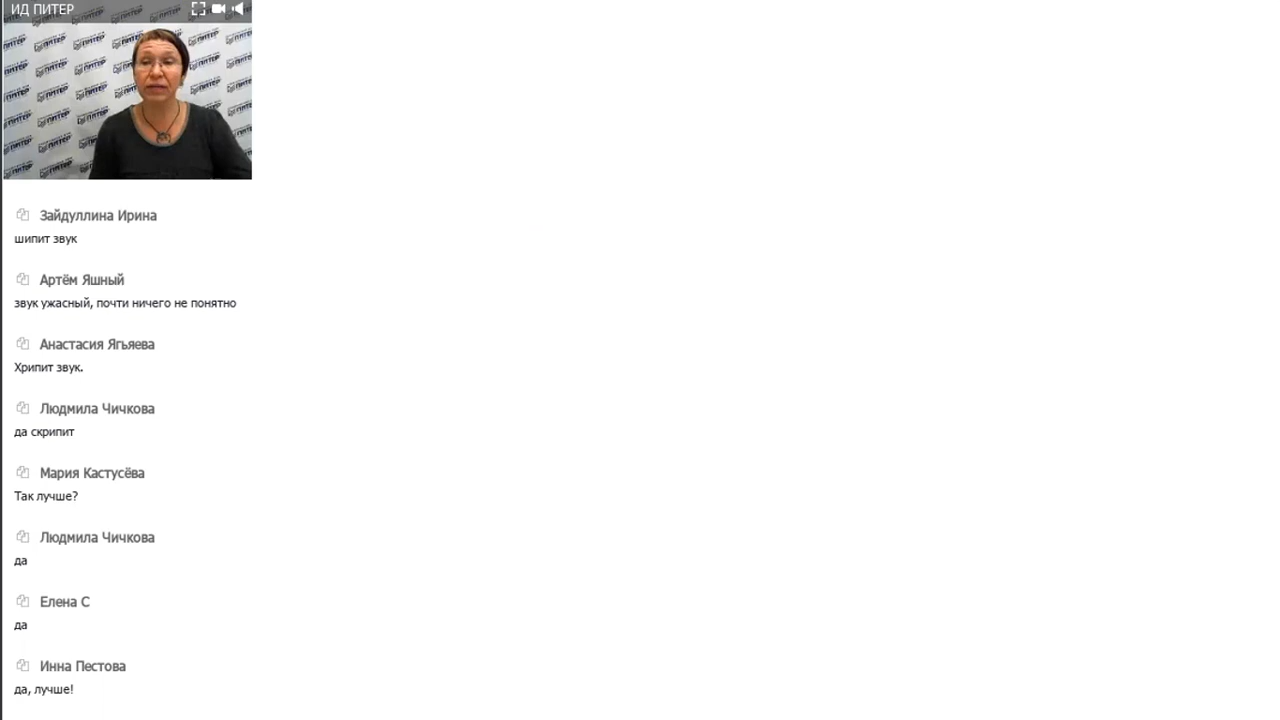 ИД ПИТЕР
Зайдуллина Ирина
шипит звук
Артём Яшный
звук ужасный, почти ничего не понятно
Анастасия Ягьяева
Хрипит звук.
Людмила Чичкова
да скрипит
Мария Кастусёва
Так лучше?
Людмила Чичкова
да
Елена С
да
Инна Пестова
да, лучше!